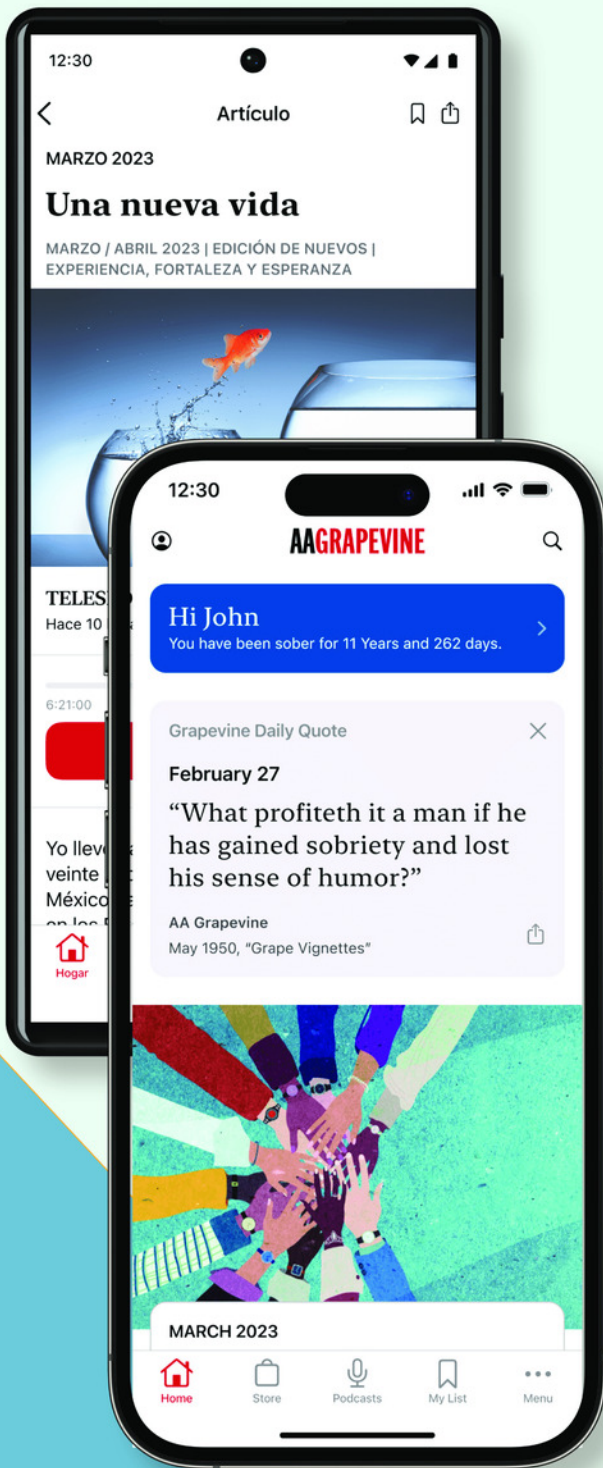 12:30
Artículo
MARZO 2023
Una nueva vida
MARZO / ABRIL 2023 | EDICIÓN DE NUEVOS |
EXPERIENCIA, FORTALEZA Y ESPERANZA
Hace 10
6:21:00
Yo
veinte
México
Hogar
12:30
AAGRAPEVINE
Hi John
You have been sober for 11 Years and 262 days.
Grapevine Daily Quote
February 27
“What profiteth it a man if he
has gained sobriety and lost
his sense of humor?”
AA Grapevine
May 1950, “Grape Vignettes”
MARCH 2023
Home
Store
Podcasts
My List
Menu